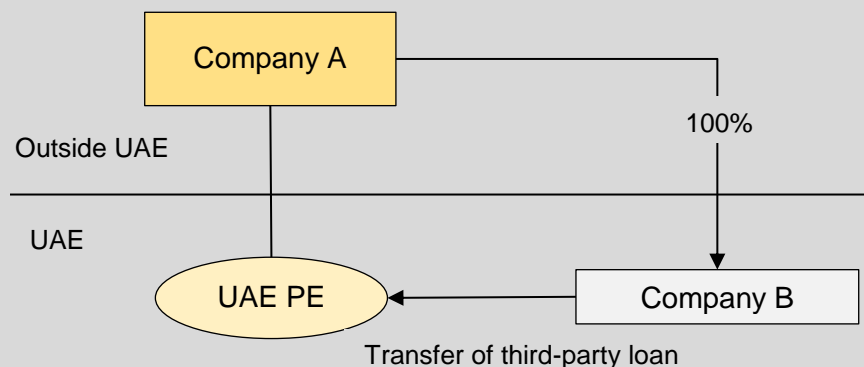 Company A
100%
Outside UAE
UAE
UAE PE
Company B
Transfer of third-party loan